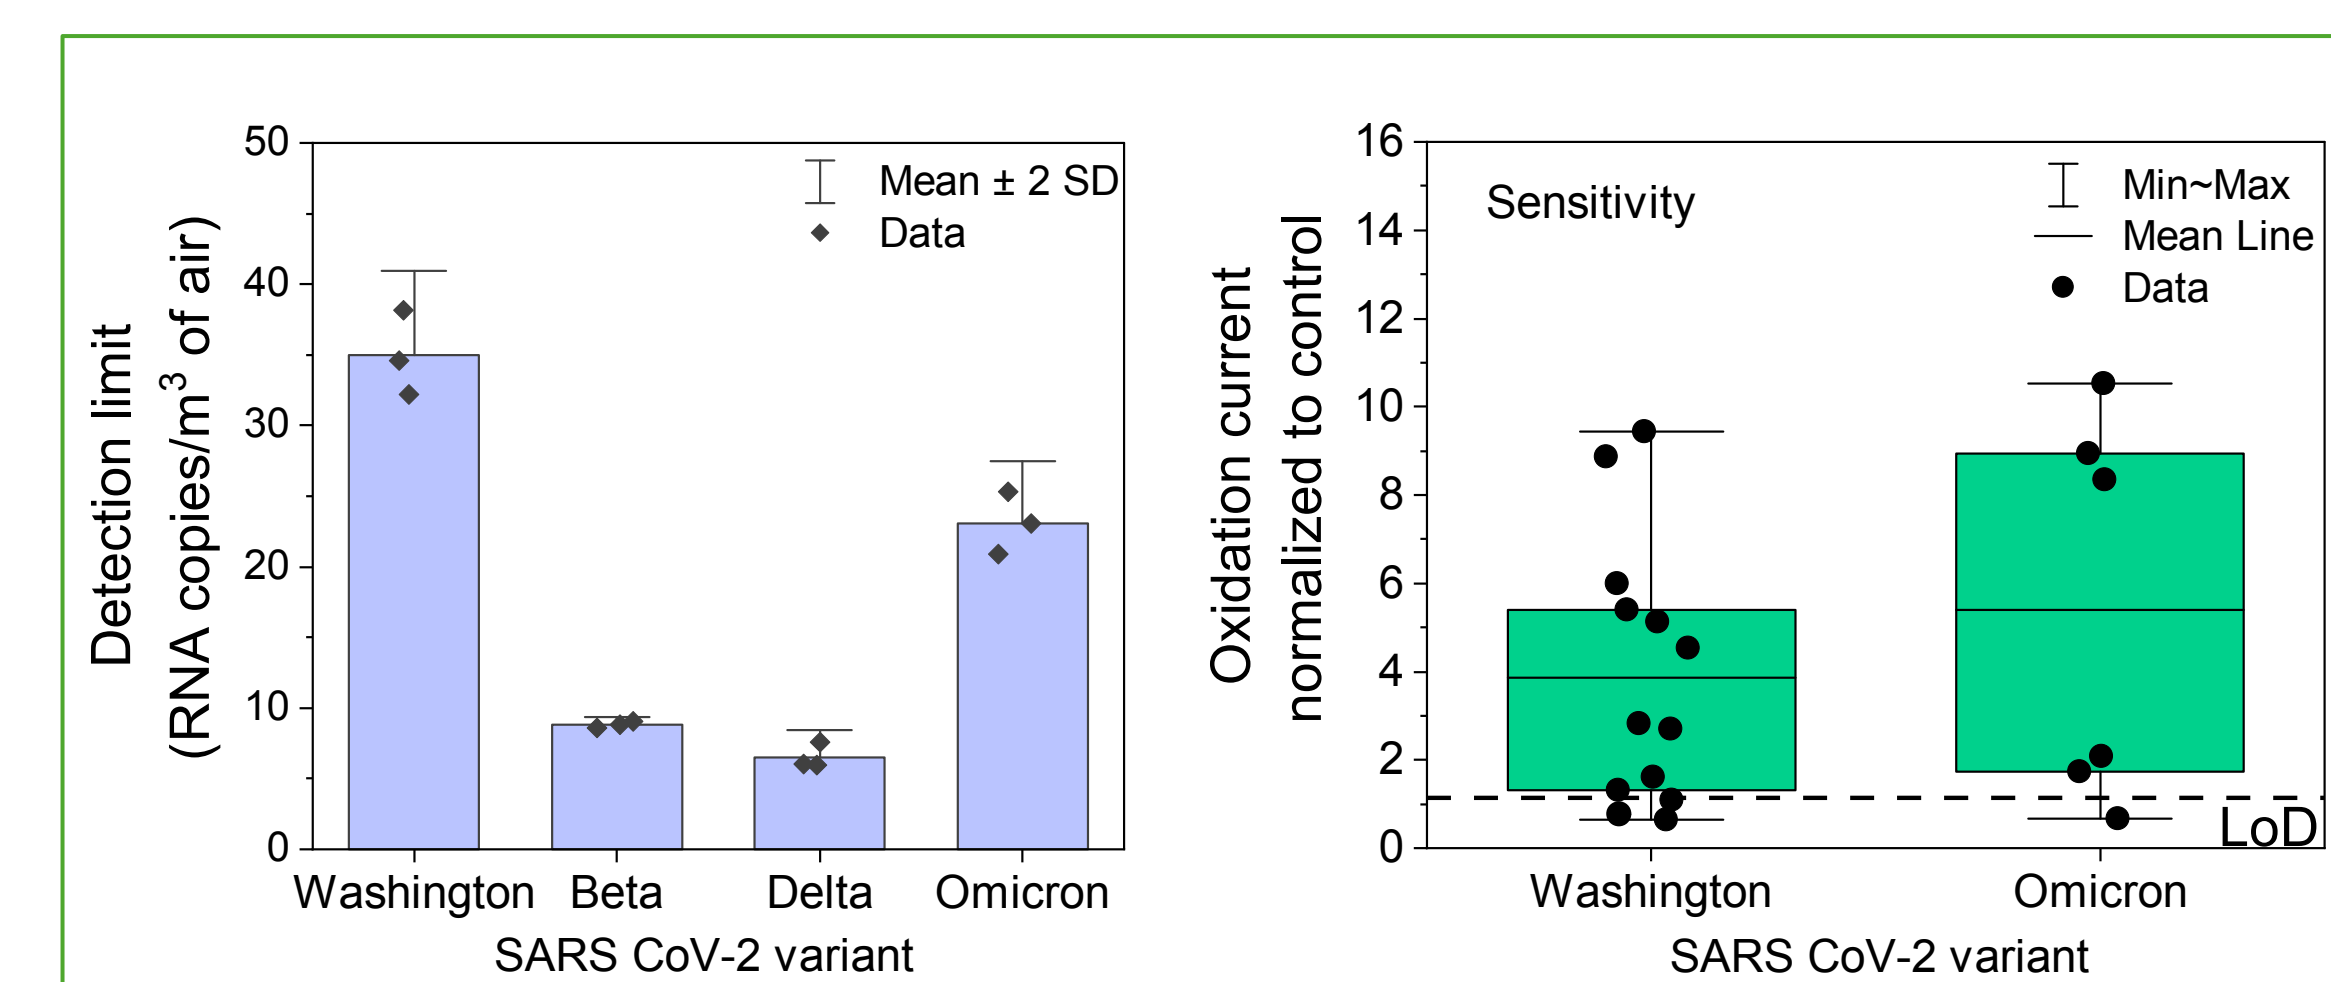 Detection limit
(RNA copies/m³ of air)
50
40
30
20
10
0
Mean ± 2 SD
Data
Washington Beta Delta Omicron
SARS CoV-2 variant
Oxidation current
normalized to control
16
14
12
10
8
6
4
2
0
Sensitivity
Min~Max
Mean Line
Data
LoD
Washington Omicron
SARS CoV-2 variant